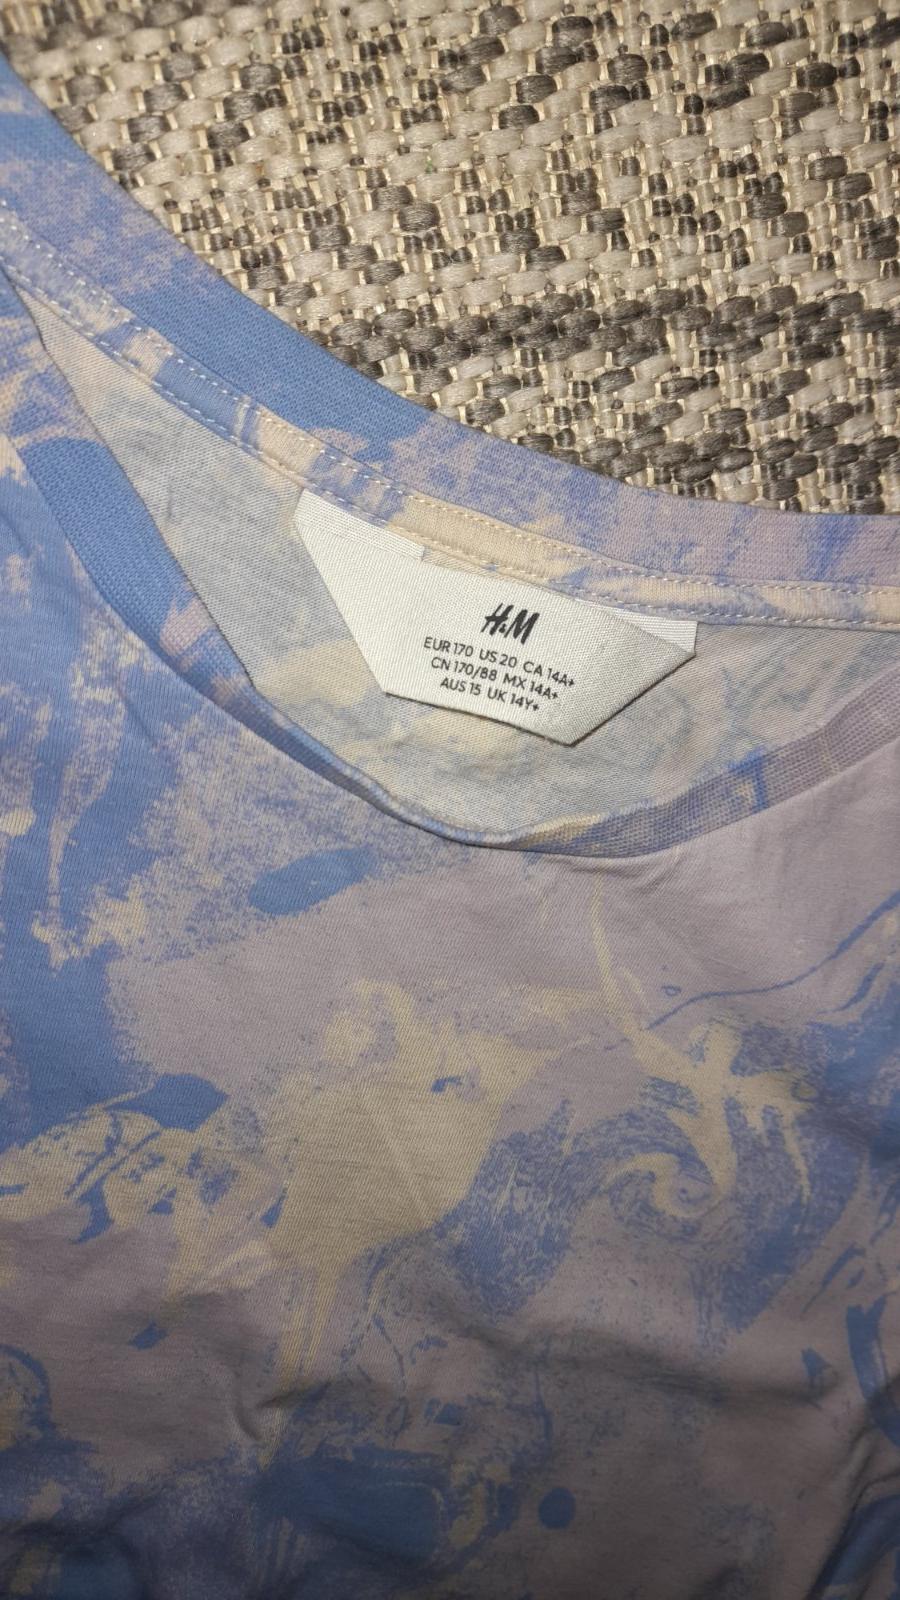 H&M
EUR 170 US 20 CA 14A+
CN 170/88 MX 14A+
AUS 15 UK 14Y+